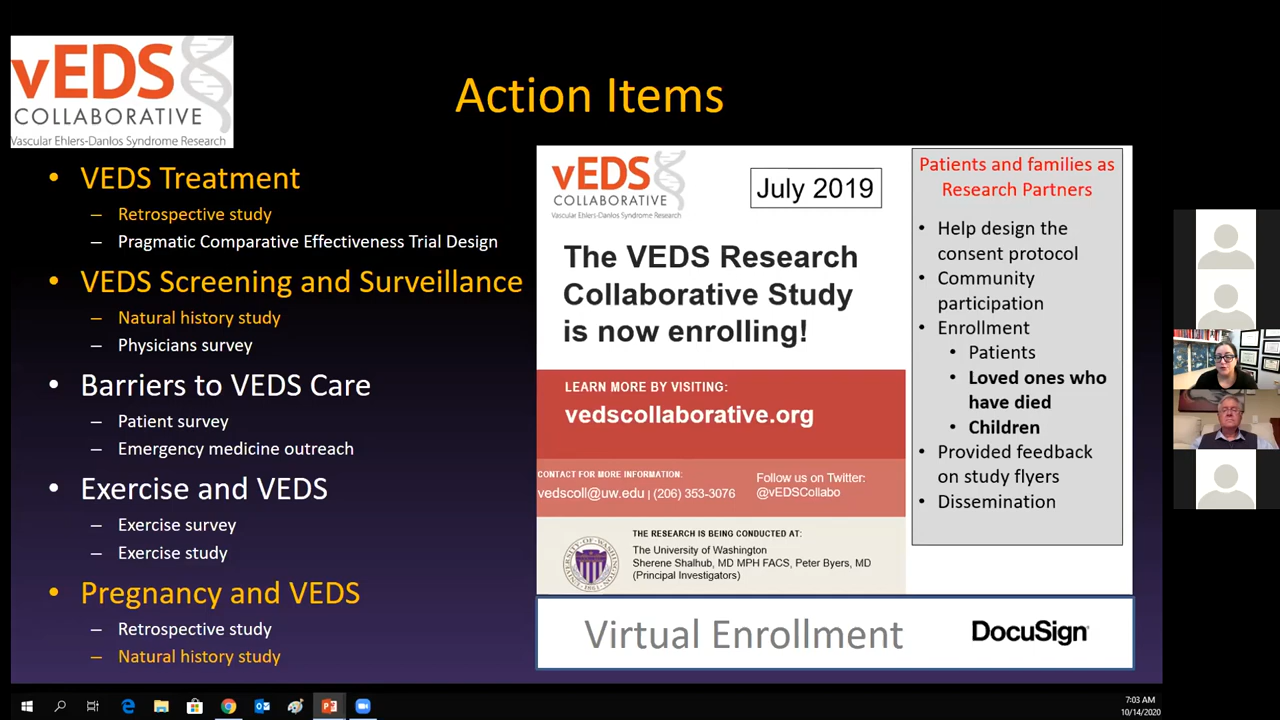 vEDS
COLLABORATIVE
Vascular Ehlers-Danlos Syndrome Research
Action Items
• VEDS Treatment
– Retrospective study
– Pragmatic Comparative Effectiveness Trial Design
• VEDS Screening and Surveillance
– Natural history study
– Physicians survey
• Barriers to VEDS Care
– Patient survey
– Emergency medicine outreach
• Exercise and VEDS
– Exercise survey
– Exercise study
• Pregnancy and VEDS
– Retrospective study
– Natural history study
vEDS
COLLABORATIVE
Vascular Ehlers-Danlos Syndrome Research
July 2019
The VEDS Research
Collaborative Study
is now enrolling!
LEARN MORE BY VISITING:
vedscollaborative.org
CONTACT FOR MORE INFORMATION:
vedscoll@uw.edu | (206) 353-3076
Follow us on Twitter:
@vEDSCollabo
THE RESEARCH IS BEING CONDUCTED AT:
The University of Washington
Sherene Shalhub, MD MPH FACS, Peter Byers, MD
(Principal Investigators)
Patients and families as
Research Partners
• Help design the
consent protocol
• Community
participation
• Enrollment
• Patients
• Loved ones who
have died
• Children
• Provided feedback
on study flyers
• Dissemination
Virtual Enrollment
DocuSign
7:03 AM
10/14/2020